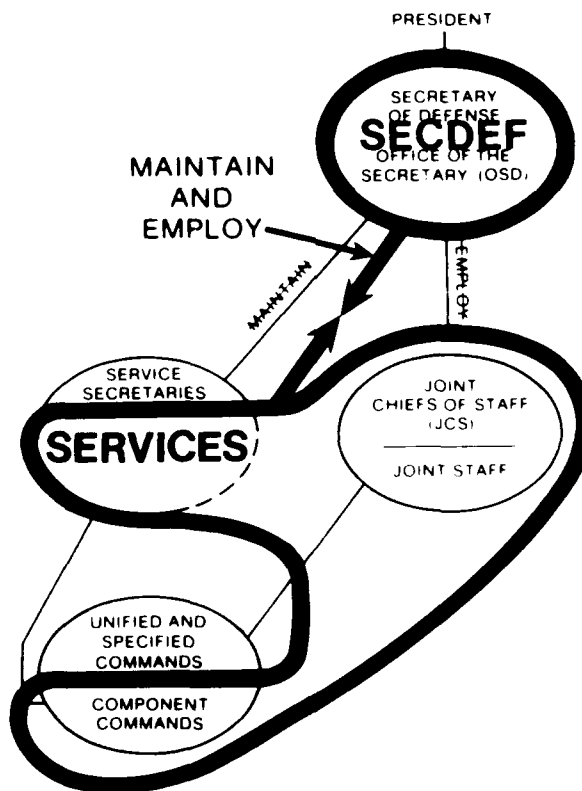 PRESIDENT
SECRETARY
OF DEFENSE
SECDEF
OFFICE OF THE
SECRETARY (OSD)
MAINTAIN
AND
EMPLOY
MAINTAIN
EMPLOY
SERVICE
SECRETARIES
SERVICES
JOINT
CHIEFS OF STAFF
(JCS)
JOINT STAFF
UNIFIED AND
SPECIFIED
COMMANDS
COMPONENT
COMMANDS